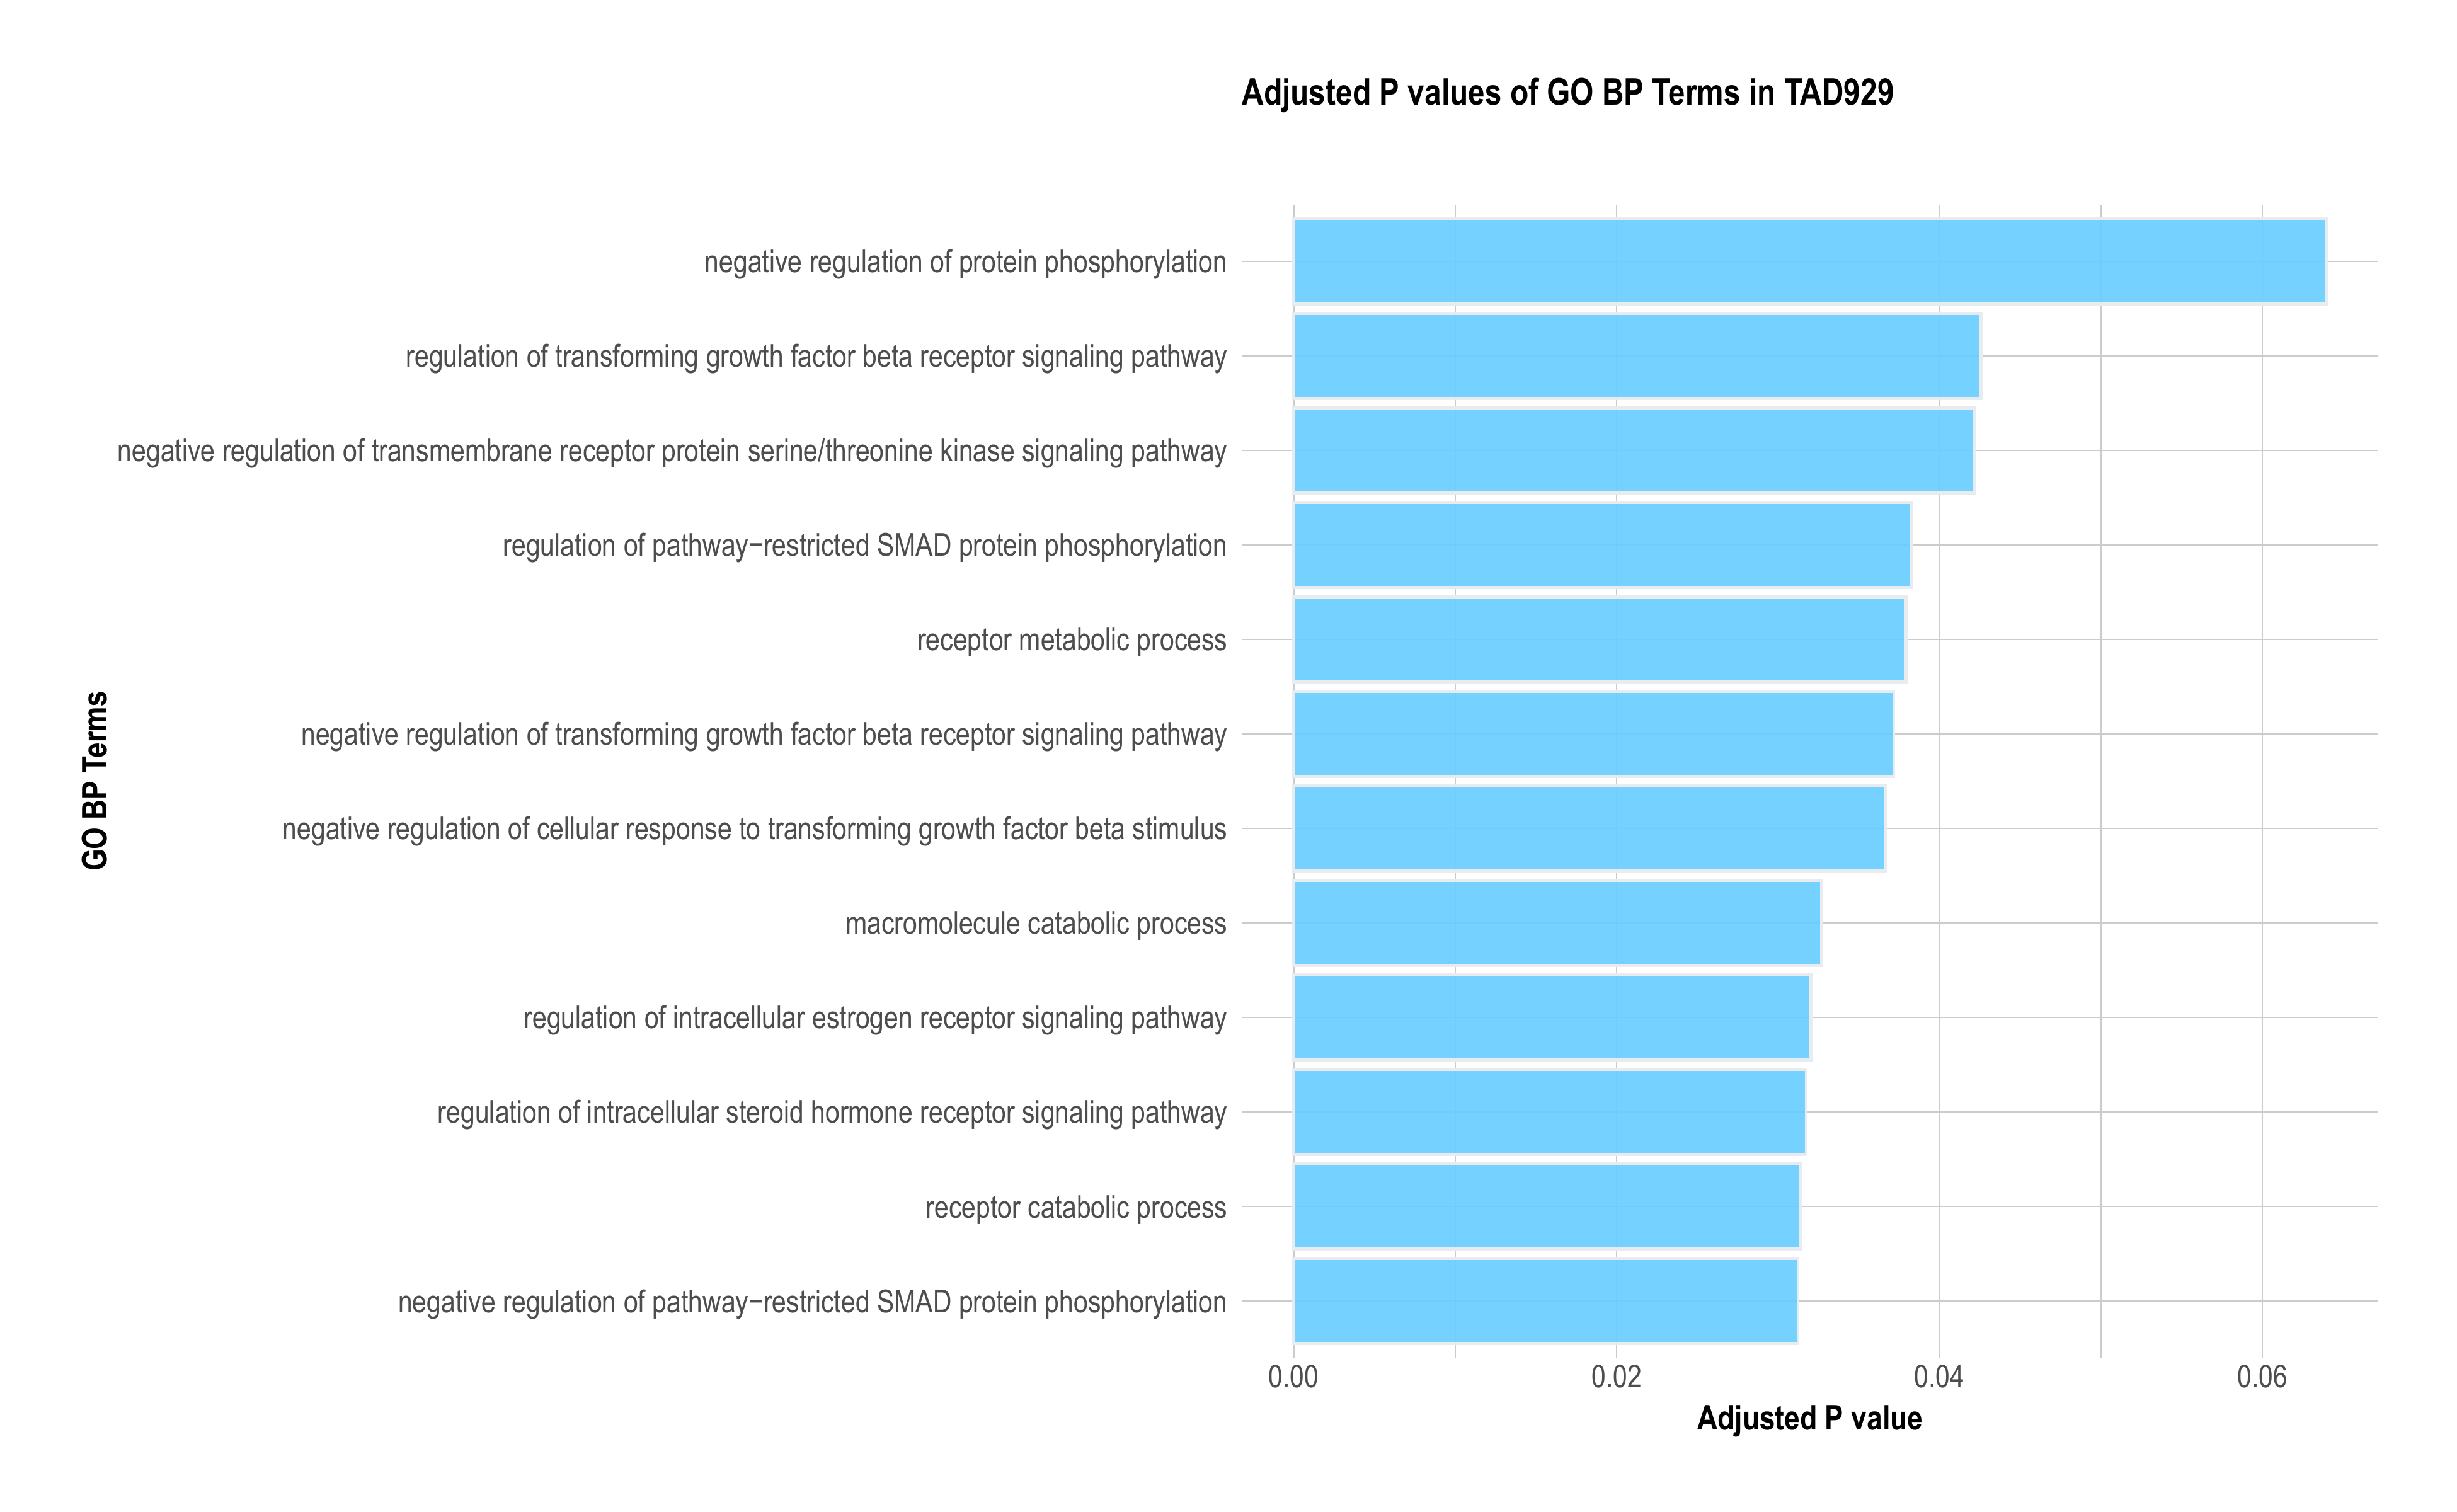 Adjusted P values of GO BP Terms in TAD929
GO BP Terms
negative regulation of protein phosphorylation
regulation of transforming growth factor beta receptor signaling pathway
negative regulation of transmembrane receptor protein serine/threonine kinase signaling pathway
regulation of pathway−restricted SMAD protein phosphorylation
receptor metabolic process
negative regulation of transforming growth factor beta receptor signaling pathway
negative regulation of cellular response to transforming growth factor beta stimulus
macromolecule catabolic process
regulation of intracellular estrogen receptor signaling pathway
regulation of intracellular steroid hormone receptor signaling pathway
receptor catabolic process
negative regulation of pathway−restricted SMAD protein phosphorylation
0.00 0.02 0.04 0.06
Adjusted P value